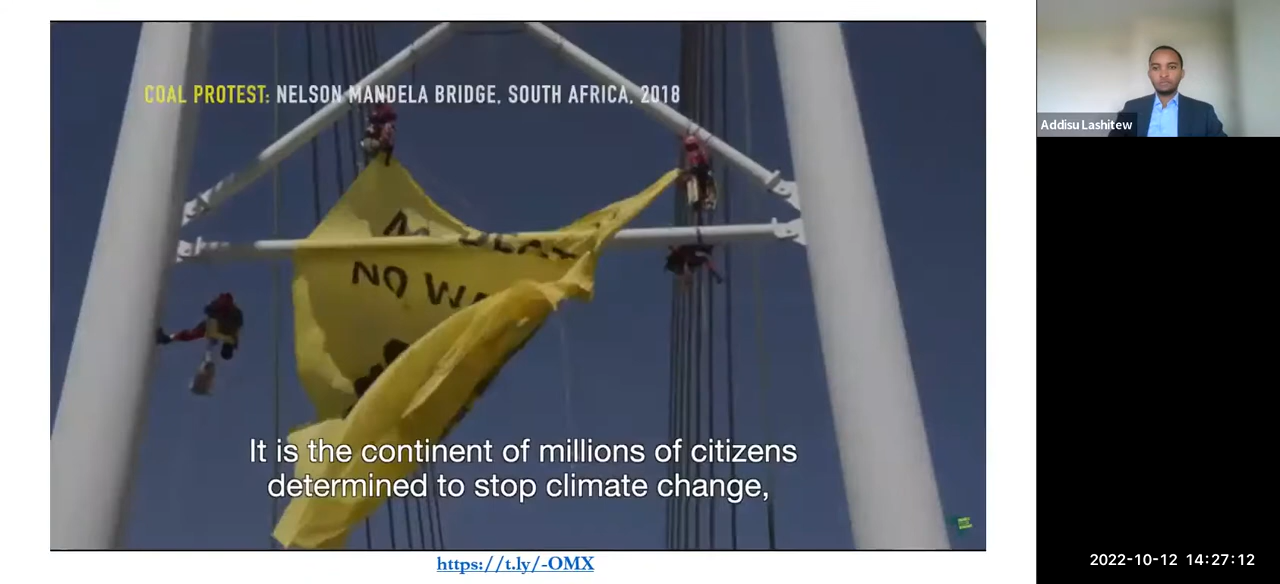 COAL PROTEST: NELSON MANDELA BRIDGE, SOUTH AFRICA, 2018
NO
It is the continent of millions of citizens
determined to stop climate change,
https://t.ly/-OMX
Addisu Lashitew
2022-10-12 14:27:12